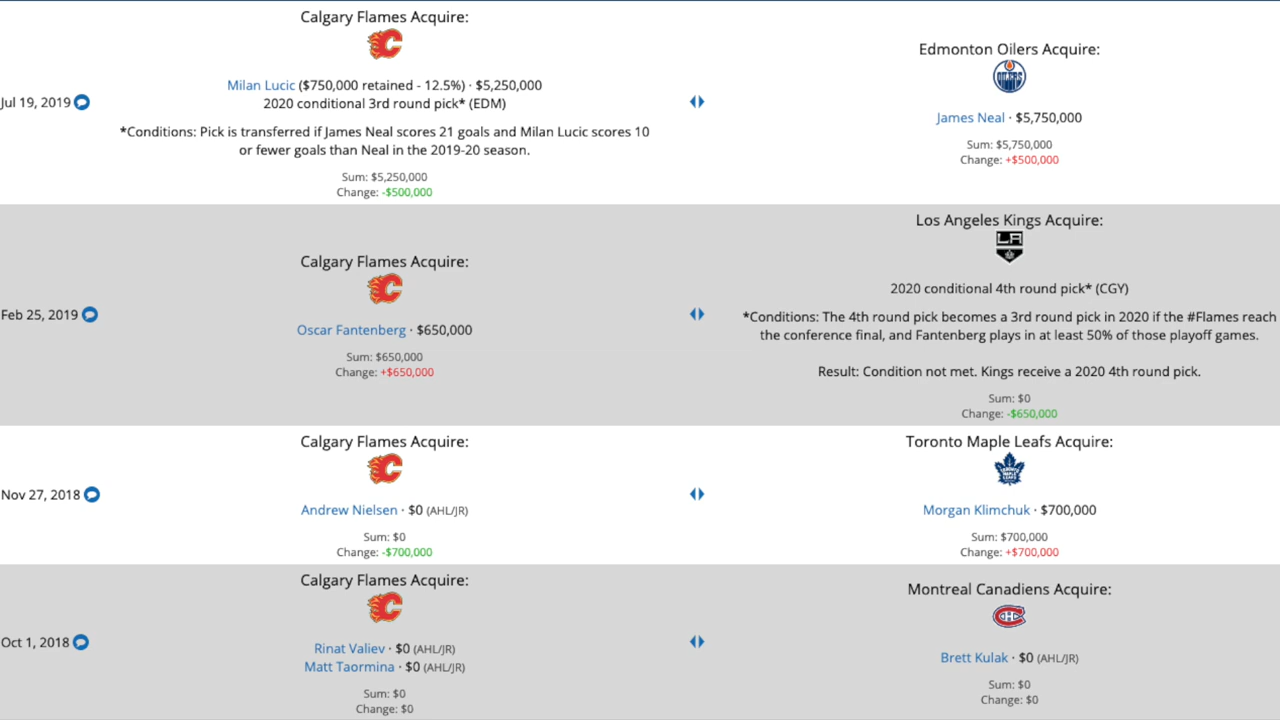 Calgary Flames Acquire:
Jul 19, 2019
Milan Lucic ($750,000 retained - 12.5%) · $5,250,000
2020 conditional 3rd round pick* (EDM)
*Conditions: Pick is transferred if James Neal scores 21 goals and Milan Lucic scores 10
or fewer goals than Neal in the 2019-20 season.
Sum: $5,250,000
Change: -$500,000
Edmonton Oilers Acquire:
OILERS
James Neal · $5,750,000
Sum: $5,750,000
Change: +$500,000
Feb 25, 2019
Calgary Flames Acquire:
Oscar Fantenberg · $650,000
Sum: $650,000
Change: +$650,000
Los Angeles Kings Acquire:
LA
2020 conditional 4th round pick* (CGY)
*Conditions: The 4th round pick becomes a 3rd round pick in 2020 if the #Flames reach
the conference final, and Fantenberg plays in at least 50% of those playoff games.
Result: Condition not met. Kings receive a 2020 4th round pick.
Sum: $0
Change: -$650,000
Nov 27, 2018
Calgary Flames Acquire:
Andrew Nielsen · $0 (AHL/JR)
Sum: $0
Change: -$700,000
Toronto Maple Leafs Acquire:
Morgan Klimchuk · $700,000
Sum: $700,000
Change: +$700,000
Oct 1, 2018
Calgary Flames Acquire:
Rinat Valiev · $0 (AHL/JR)
Matt Taormina · $0 (AHL/JR)
Sum: $0
Change: $0
Montreal Canadiens Acquire:
Brett Kulak · $0 (AHL/JR)
Sum: $0
Change: $0